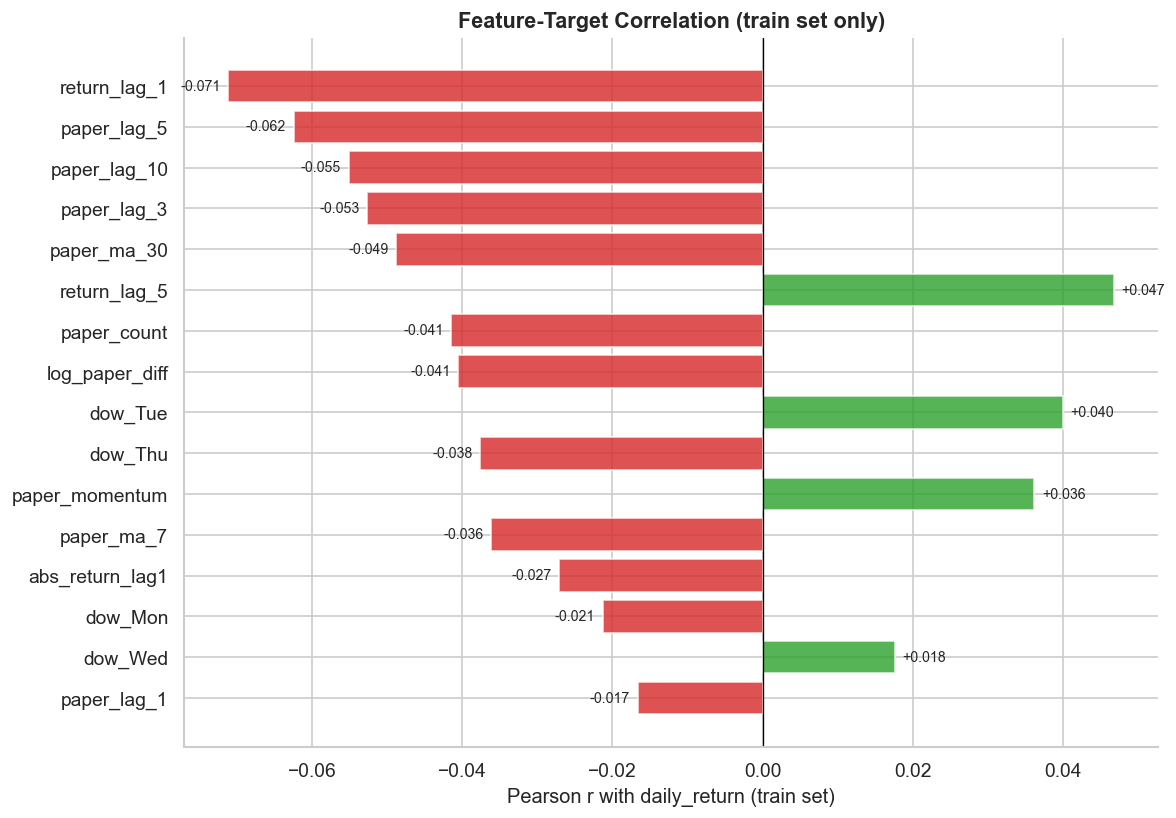 Feature-Target Correlation (train set only)
return_lag_1 -0.071
paper_lag_5 -0.062
paper_lag_10 -0.055
paper_lag_3 -0.053
paper_ma_30 -0.049
return_lag_5 +0.047
paper_count -0.041
log_paper_diff -0.041
dow_Tue +0.040
dow_Thu -0.038
paper_momentum +0.036
paper_ma_7 -0.036
abs_return_lag1 -0.027
dow_Mon -0.021
dow_Wed +0.018
paper_lag_1 -0.017
−0.06 −0.04 −0.02 0.00 0.02 0.04
Pearson r with daily_return (train set)